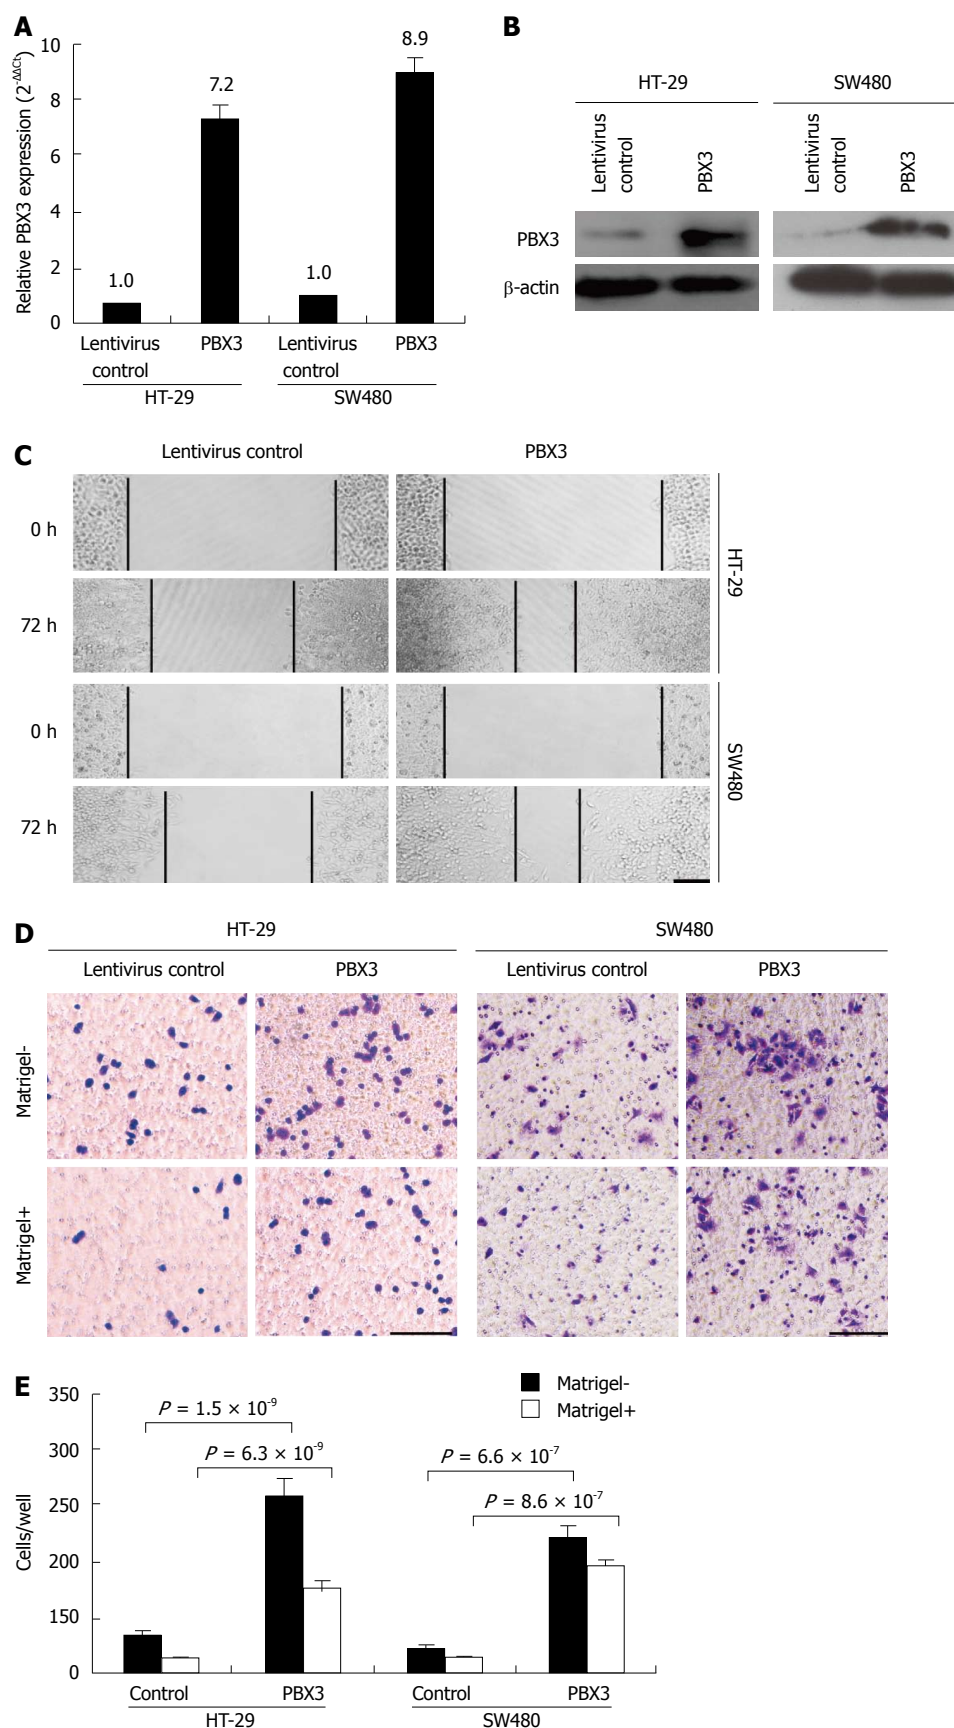 A
Relative PBX3 expression (2^-ΔΔCt)
10
8
6
4
2
0
1.0
7.2
1.0
8.9
Lentivirus control
PBX3
Lentivirus control
PBX3
HT-29
SW480
B
HT-29
SW480
Lentivirus control
PBX3
Lentivirus control
PBX3
PBX3
β-actin
C
Lentivirus control
PBX3
0 h
72 h
HT-29
0 h
72 h
SW480
D
HT-29
SW480
Lentivirus control
PBX3
Lentivirus control
PBX3
Matrigel-
Matrigel+
E
Cells/well
350
300
250
200
150
0
Matrigel-
Matrigel+
P = 1.5 × 10^-9
P = 6.3 × 10^-9
P = 6.6 × 10^-7
P = 8.6 × 10^-7
Control
PBX3
Control
PBX3
HT-29
SW480